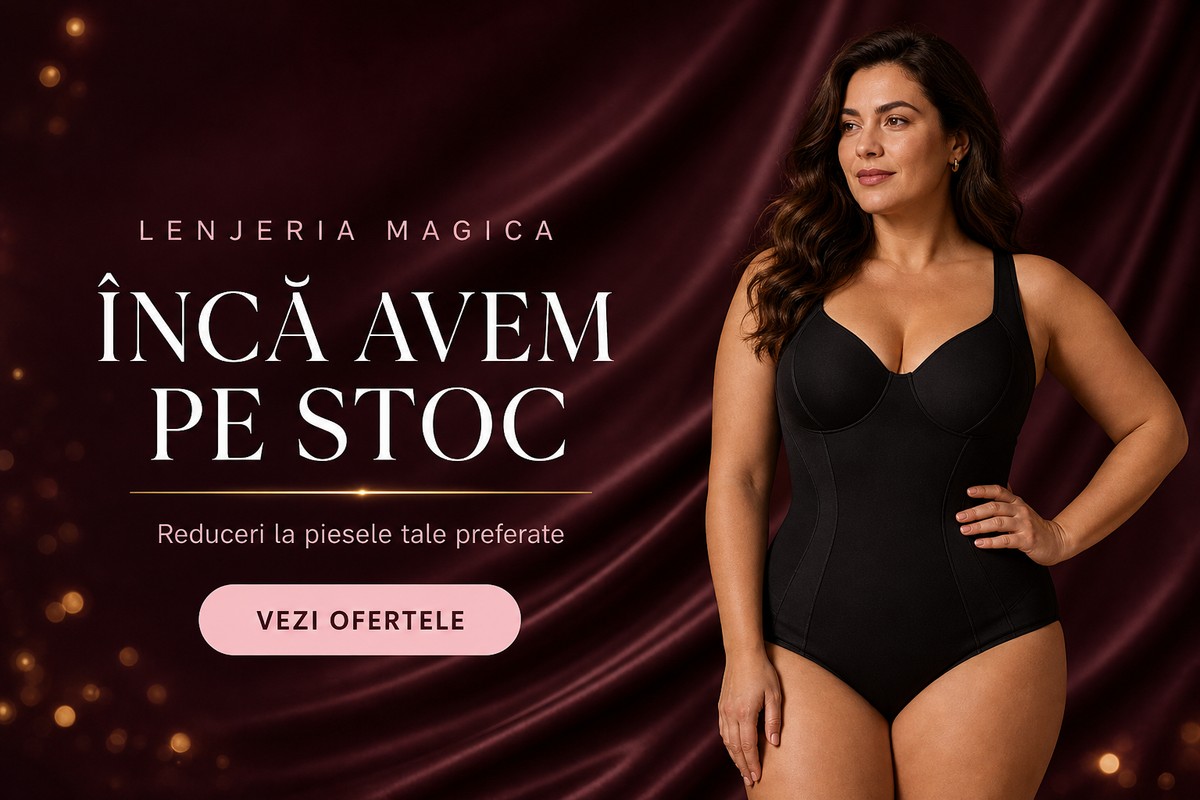 LENJERIA MAGICA
ÎNCĂ AVEM
PE STOC
Reduceri la piesele tale preferate
VEZI OFERTELE